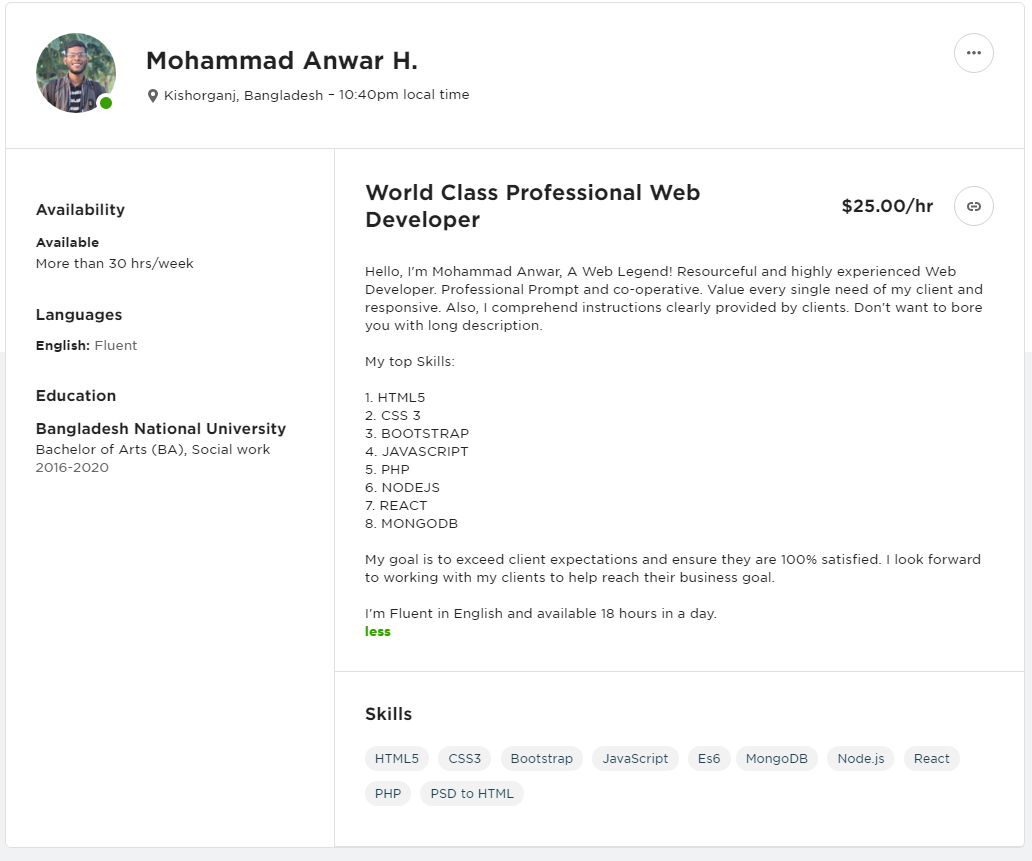 Mohammad Anwar H.
Kishorganj, Bangladesh – 10:40pm local time
Availability
Available
More than 30 hrs/week
Languages
English: Fluent
Education
Bangladesh National University
Bachelor of Arts (BA), Social work
2016-2020
World Class Professional Web
Developer
$25.00/hr
Hello, I'm Mohammad Anwar, A Web Legend! Resourceful and highly experienced Web
Developer. Professional Prompt and co-operative. Value every single need of my client and
responsive. Also, I comprehend instructions clearly provided by clients. Don't want to bore
you with long description.
My top Skills:
1. HTML5
2. CSS 3
3. BOOTSTRAP
4. JAVASCRIPT
5. PHP
6. NODEJS
7. REACT
8. MONGODB
My goal is to exceed client expectations and ensure they are 100% satisfied. I look forward
to working with my clients to help reach their business goal.
I'm Fluent in English and available 18 hours in a day.
less
Skills
HTML5 CSS3 Bootstrap JavaScript Es6 MongoDB Node.js React
PHP PSD to HTML